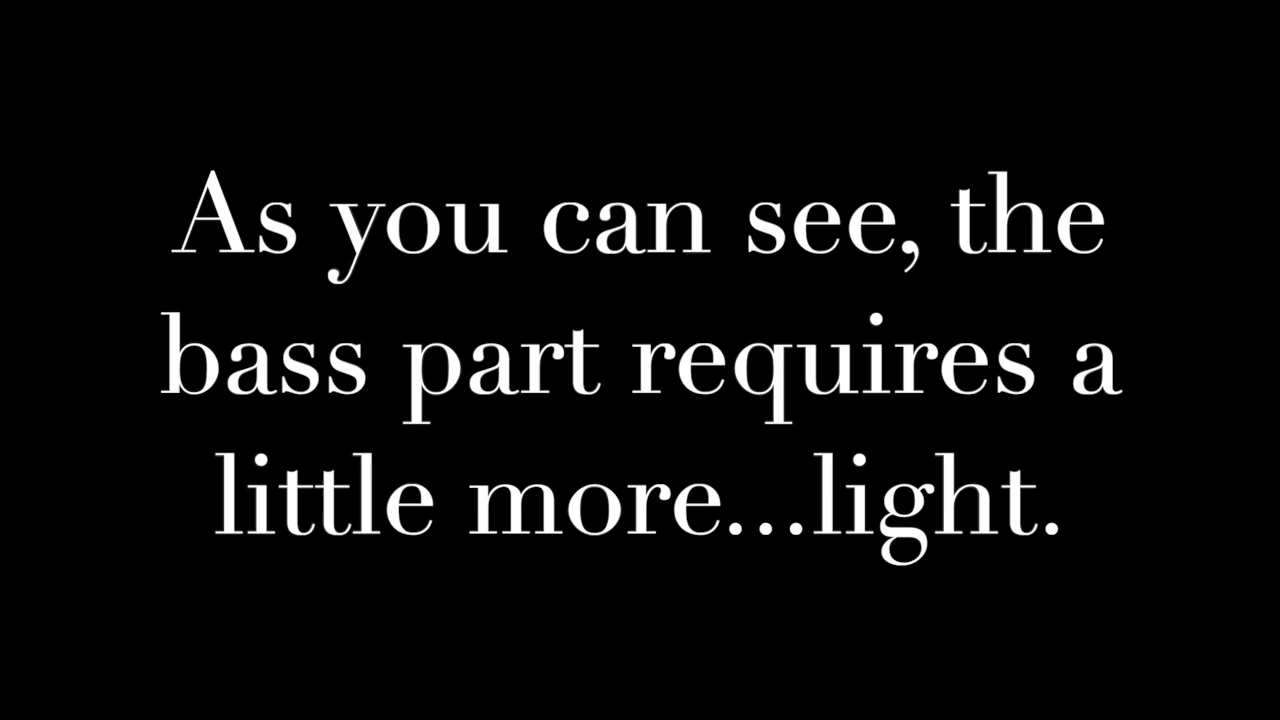 As you can see, the
bass part requires a
little more...light.